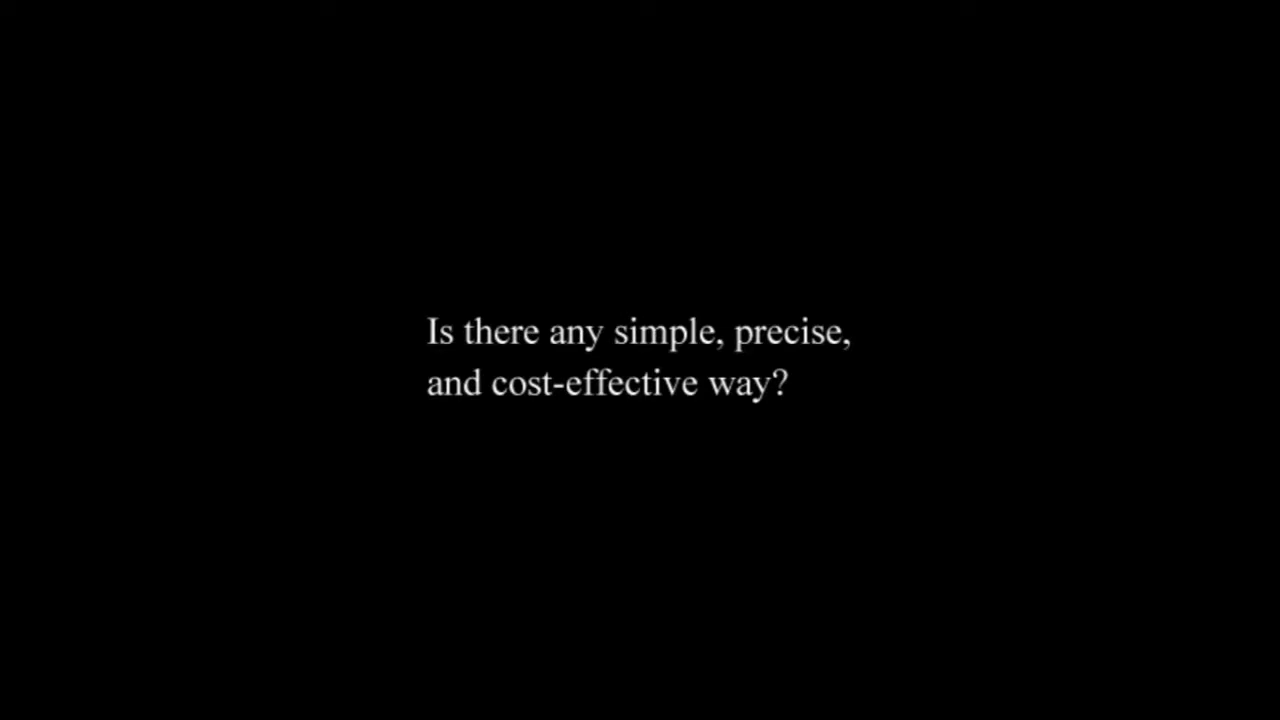 Is there any simple, precise,
and cost-effective way?